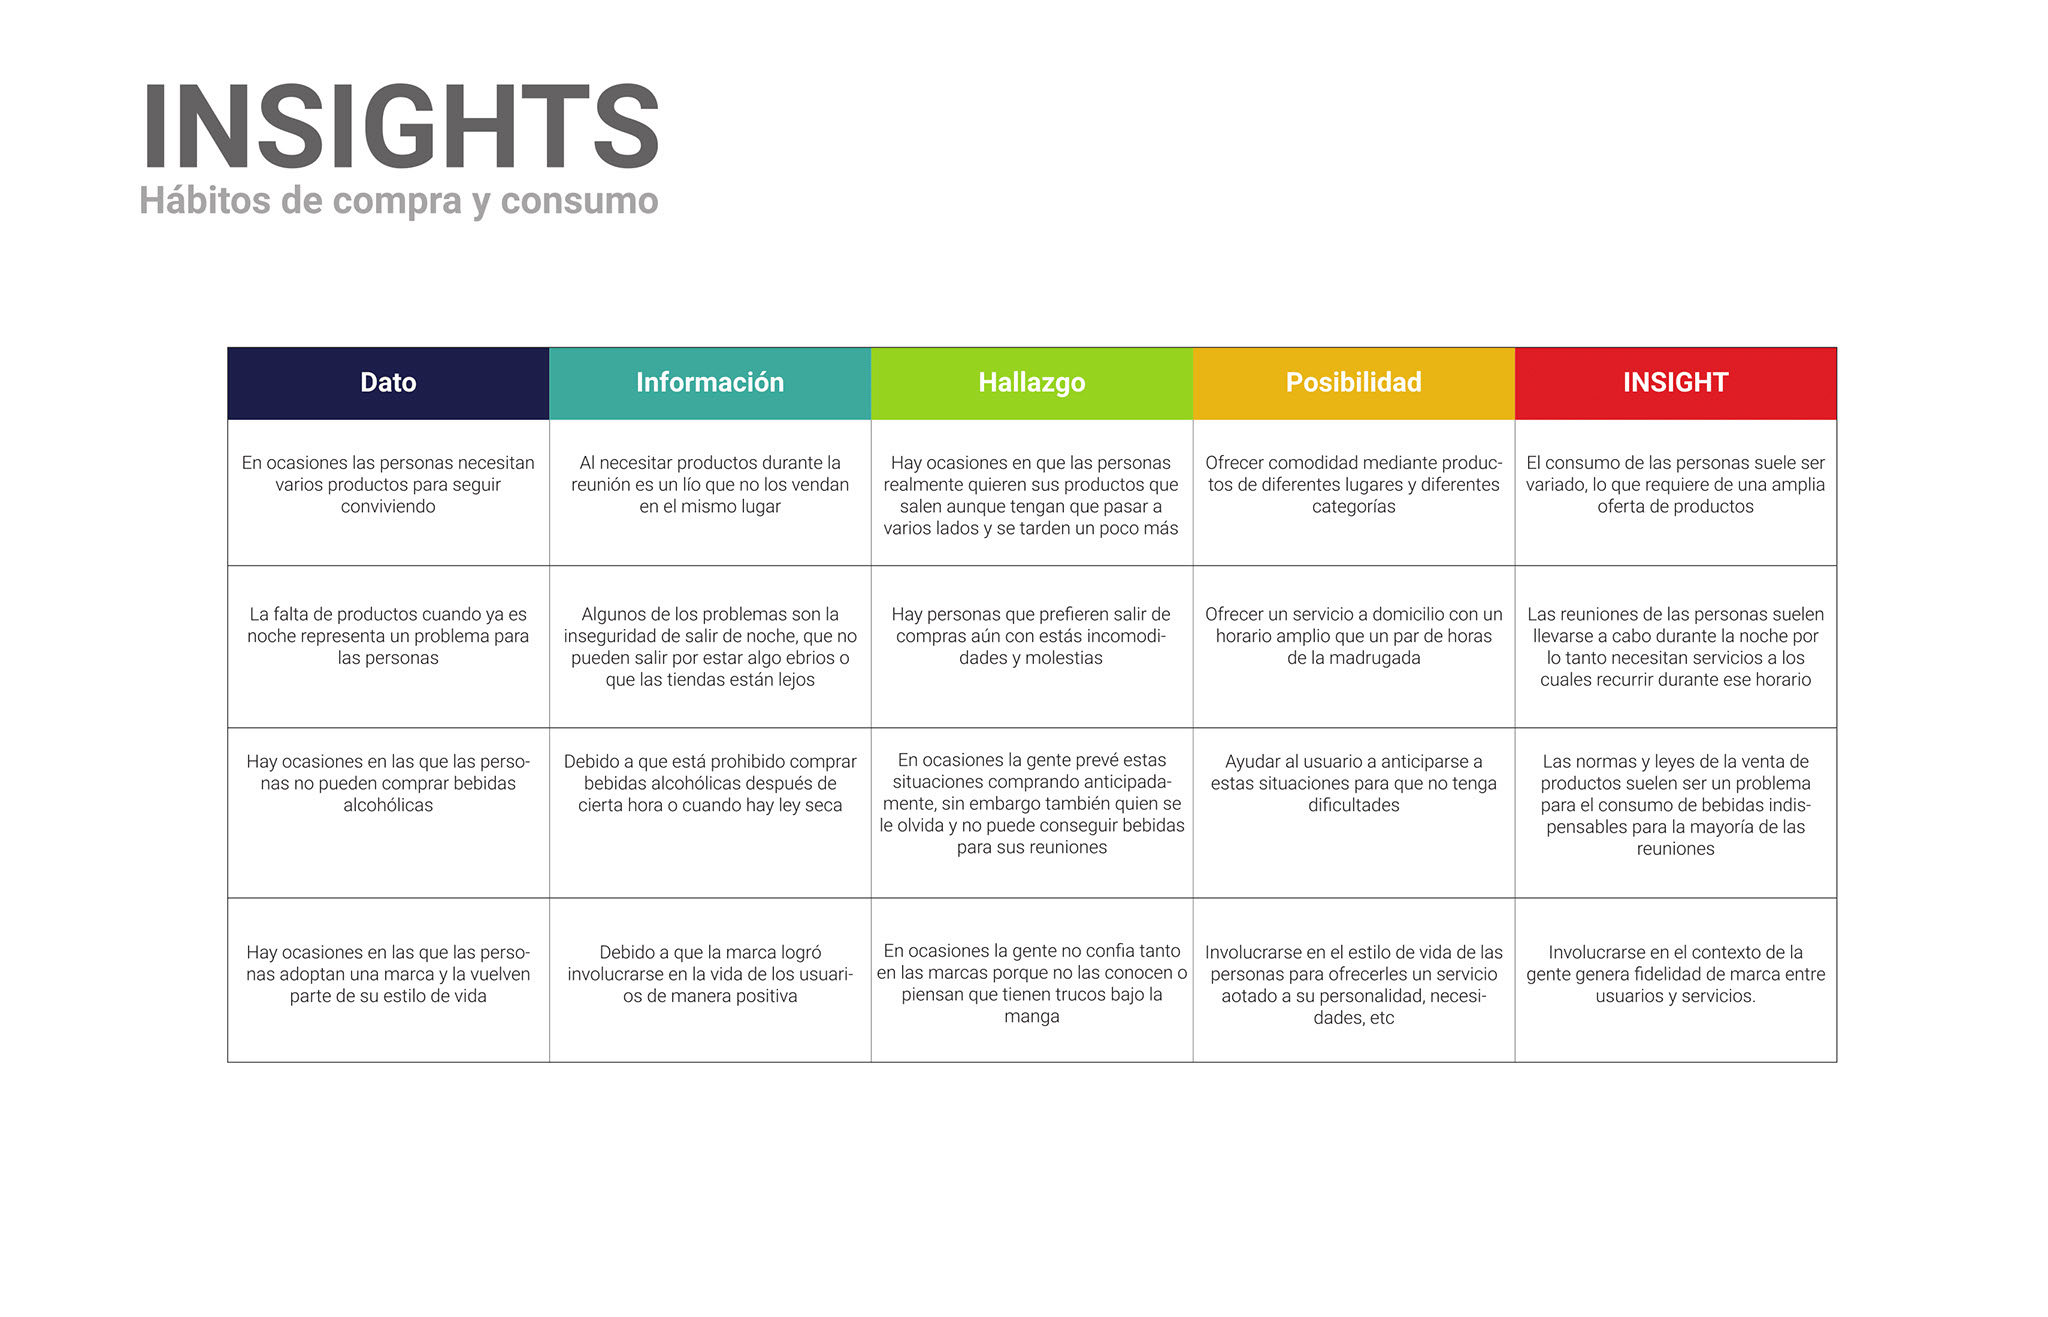 INSIGHTS
Hábitos de compra y consumo
Dato
Información
Hallazgo
Posibilidad
INSIGHT
En ocasiones las personas necesitan
varios productos para seguir
conviviendo
Al necesitar productos durante la
reunión es un lío que no los vendan
en el mismo lugar
Hay ocasiones en que las personas
realmente quieren sus productos que
salen aunque tengan que pasar a
varios lados y se tarden un poco más
Ofrecer comodidad mediante produc-
tos de diferentes lugares y diferentes
categorías
El consumo de las personas suele ser
variado, lo que requiere de una amplia
oferta de productos
La falta de productos cuando ya es
noche representa un problema para
las personas
Algunos de los problemas son la
inseguridad de salir de noche, que no
pueden salir por estar algo ebrios o
que las tiendas están lejos
Hay personas que prefieren salir de
compras aún con estás incomodi-
dades y molestias
Ofrecer un servicio a domicilio con un
horario amplio que un par de horas
de la madrugada
Las reuniones de las personas suelen
llevarse a cabo durante la noche por
lo tanto necesitan servicios a los
cuales recurrir durante ese horario
Hay ocasiones en las que las perso-
nas no pueden comprar bebidas
alcohólicas
Debido a que está prohibido comprar
bebidas alcohólicas después de
cierta hora o cuando hay ley seca
En ocasiones la gente prevé estas
situaciones comprando anticipada-
mente, sin embargo también quien se
le olvida y no puede conseguir bebidas
para sus reuniones
Ayudar al usuario a anticiparse a
estas situaciones para que no tenga
dificultades
Las normas y leyes de la venta de
productos suelen ser un problema
para el consumo de bebidas indis-
pensables para la mayoría de las
reuniones
Hay ocasiones en las que las perso-
nas adoptan una marca y la vuelven
parte de su estilo de vida
Debido a que la marca logró
involucrarse en la vida de los usuari-
os de manera positiva
En ocasiones la gente no confia tanto
en las marcas porque no las conocen o
piensan que tienen trucos bajo la
manga
Involucrarse en el estilo de vida de las
personas para ofrecerles un servicio
aotado a su personalidad, necesi-
dades, etc
Involucrarse en el contexto de la
gente genera fidelidad de marca entre
usuarios y servicios.